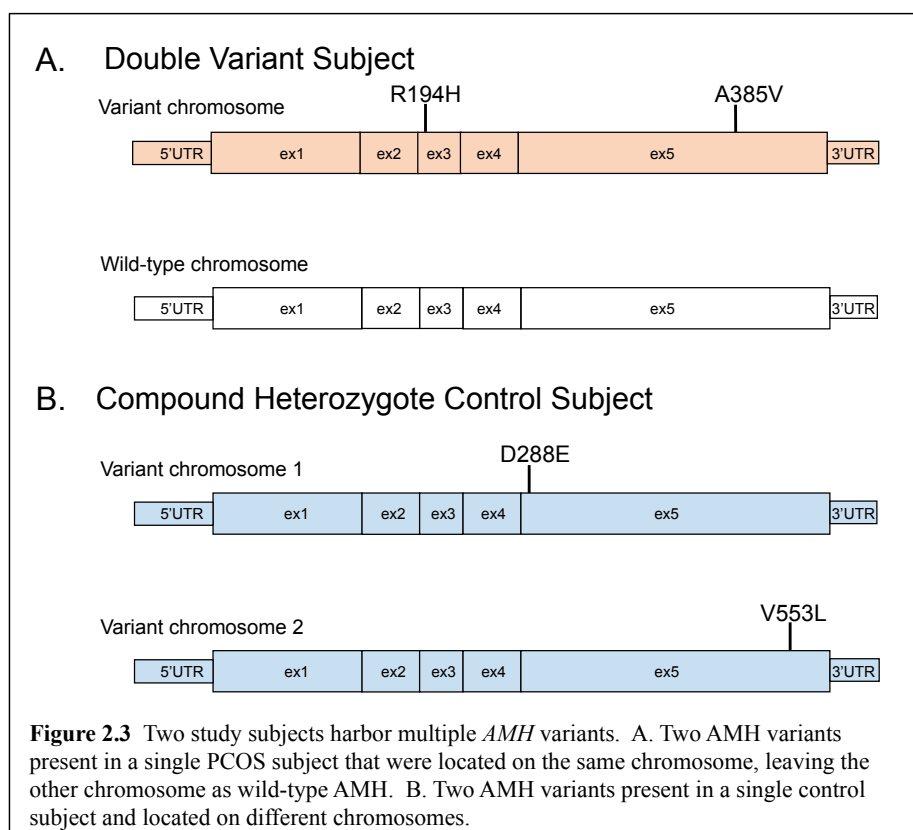 A. Double Variant Subject
R194H A385V
Variant chromosome
5'UTR ex1 ex2 ex3 ex4 ex5 3'UTR
Wild-type chromosome
5'UTR ex1 ex2 ex3 ex4 ex5 3'UTR
B. Compound Heterozygote Control Subject
D288E
Variant chromosome 1
5'UTR ex1 ex2 ex3 ex4 ex5 3'UTR
V553L
Variant chromosome 2
5'UTR ex1 ex2 ex3 ex4 ex5 3'UTR
Figure 2.3 Two study subjects harbor multiple AMH variants. A. Two AMH variants
present in a single PCOS subject that were located on the same chromosome, leaving the
other chromosome as wild-type AMH. B. Two AMH variants present in a single control
subject and located on different chromosomes.